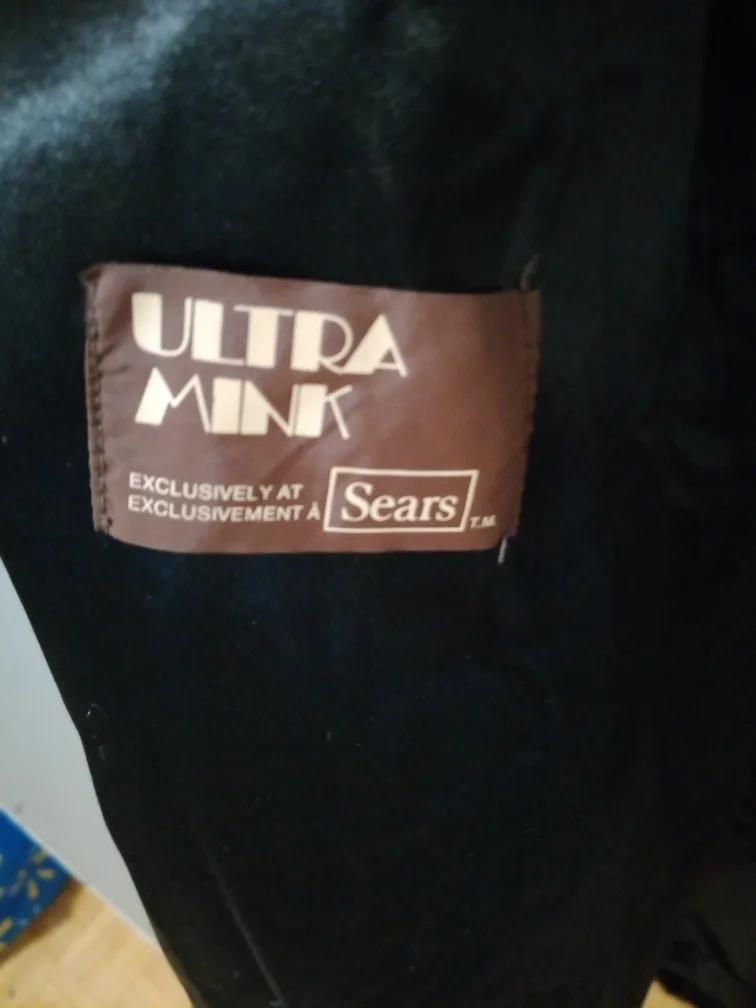 ULTRA
MINK
EXCLUSIVELY AT
EXCLUSIVEMENT À Sears T.M.